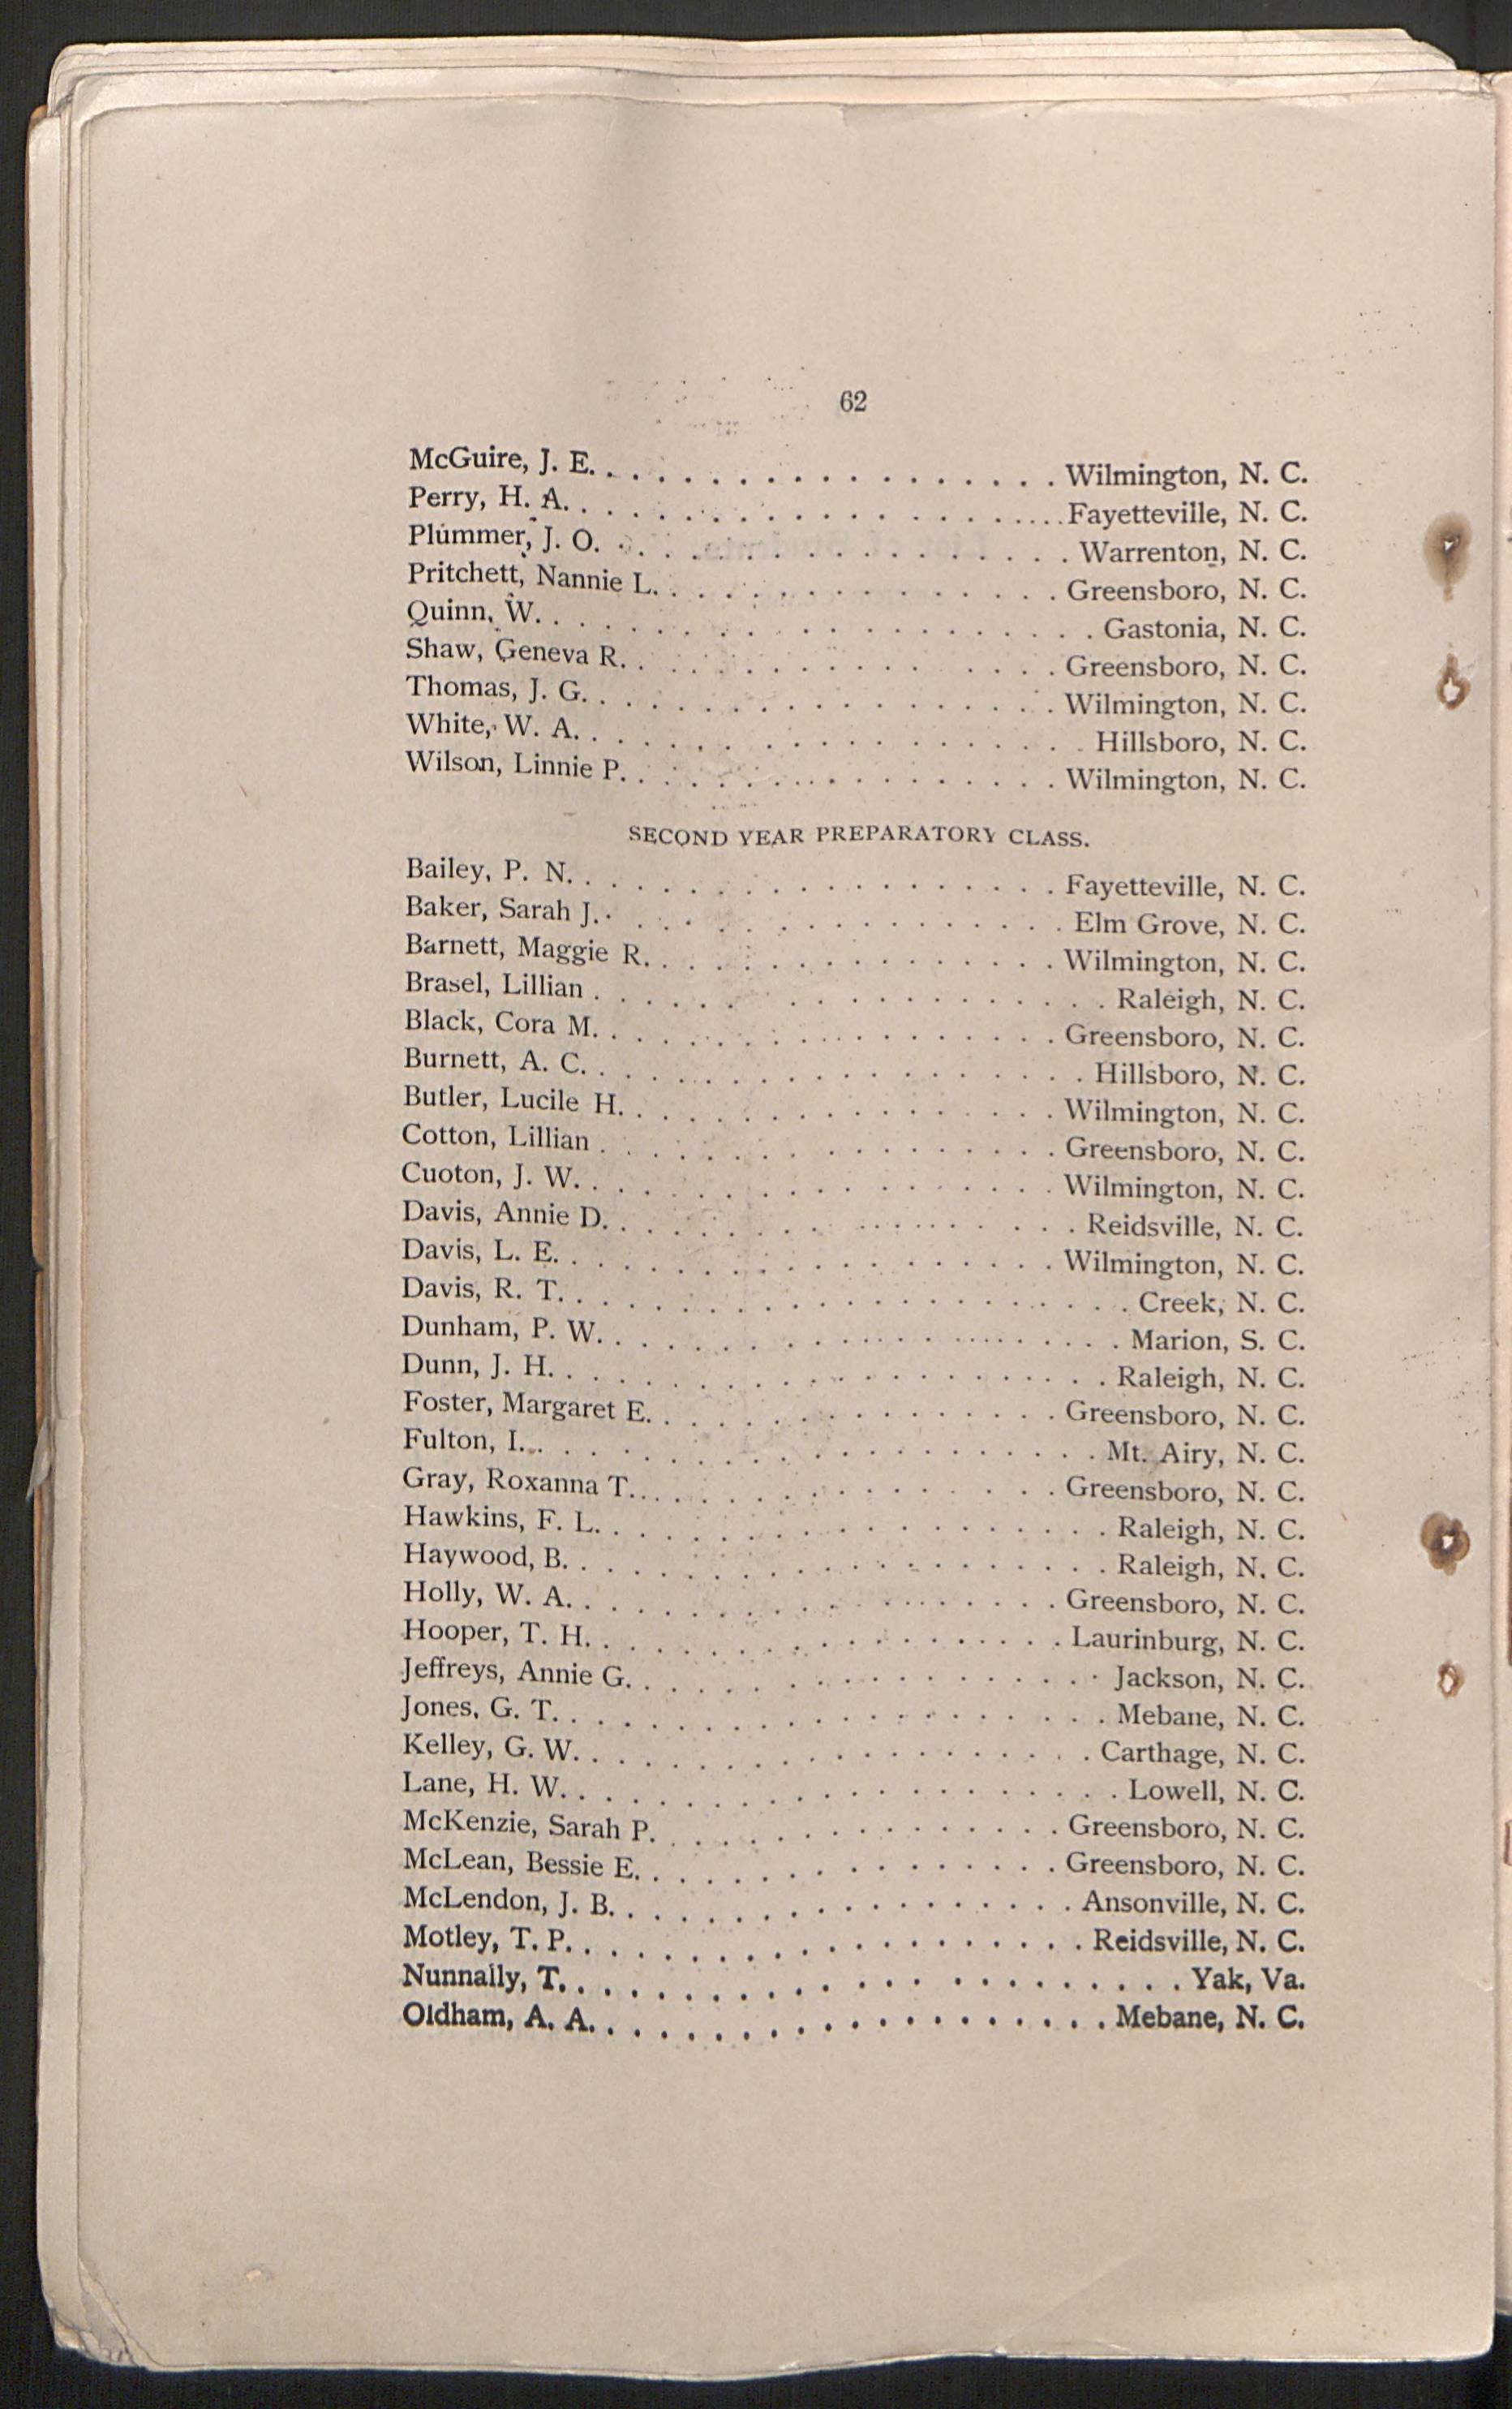 62
McGuire, J. E. . . . . . . . . . . . . . . . . . Wilmington, N. C.
Perry, H. A. . . . . . . . . . . . . . . . . . . Fayetteville, N. C.
Plummer, J. O. . . . . . . . . . . . . . . . . . Warrenton, N. C.
Pritchett, Nannie L. . . . . . . . . . . . . . . . Greensboro, N. C.
Quinn, W. . . . . . . . . . . . . . . . . . . . . Gastonia, N. C.
Shaw, Geneva R. . . . . . . . . . . . . . . . . Greensboro, N. C.
Thomas, J. G. . . . . . . . . . . . . . . . . . . Wilmington, N. C.
White, W. A. . . . . . . . . . . . . . . . . . . . Hillsboro, N. C.
Wilson, Linnie P. . . . . . . . . . . . . . . . . Wilmington, N. C.
SECOND YEAR PREPARATORY CLASS.
Bailey, P. N. . . . . . . . . . . . . . . . . . . Fayetteville, N. C.
Baker, Sarah J. . . . . . . . . . . . . . . . . . Elm Grove, N. C.
Barnett, Maggie R. . . . . . . . . . . . . . . . Wilmington, N. C.
Brasel, Lillian . . . . . . . . . . . . . . . . . . Raleigh, N. C.
Black, Cora M. . . . . . . . . . . . . . . . . . Greensboro, N. C.
Burnett, A. C. . . . . . . . . . . . . . . . . . . Hillsboro, N. C.
Butler, Lucile H. . . . . . . . . . . . . . . . . Wilmington, N. C.
Cotton, Lillian . . . . . . . . . . . . . . . . . Greensboro, N. C.
Cuoton, J. W. . . . . . . . . . . . . . . . . . . Wilmington, N. C.
Davis, Annie D. . . . . . . . . . . . . . . . . . Reidsville, N. C.
Davis, L. E. . . . . . . . . . . . . . . . . . . . Wilmington, N. C.
Davis, R. T. . . . . . . . . . . . . . . . . . . . . Creek, N. C.
Dunham, P. W. . . . . . . . . . . . . . . . . . . Marion, S. C.
Dunn, J. H. . . . . . . . . . . . . . . . . . . . . Raleigh, N. C.
Foster, Margaret E. . . . . . . . . . . . . . . . Greensboro, N. C.
Fulton, I. . . . . . . . . . . . . . . . . . . . . Mt. Airy, N. C.
Gray, Roxanna T. . . . . . . . . . . . . . . . . Greensboro, N. C.
Hawkins, F. L. . . . . . . . . . . . . . . . . . . Raleigh, N. C.
Haywood, B. . . . . . . . . . . . . . . . . . . . Raleigh, N. C.
Holly, W. A. . . . . . . . . . . . . . . . . . . Greensboro, N. C.
Hooper, T. H. . . . . . . . . . . . . . . . . . . Laurinburg, N. C.
Jeffreys, Annie G. . . . . . . . . . . . . . . . . Jackson, N. C.
Jones, G. T. . . . . . . . . . . . . . . . . . . . Mebane, N. C.
Kelley, G. W. . . . . . . . . . . . . . . . . . . Carthage, N. C.
Lane, H. W. . . . . . . . . . . . . . . . . . . . . Lowell, N. C.
McKenzie, Sarah P. . . . . . . . . . . . . . . . Greensboro, N. C.
McLean, Bessie E. . . . . . . . . . . . . . . . . Greensboro, N. C.
McLendon, J. B. . . . . . . . . . . . . . . . . . Ansonville, N. C.
Motley, T. P. . . . . . . . . . . . . . . . . . . . Reidsville, N. C.
Nunnally, T. . . . . . . . . . . . . . . . . . . . . . . Yak, Va.
Oldham, A. A. . . . . . . . . . . . . . . . . . . . Mebane, N. C.